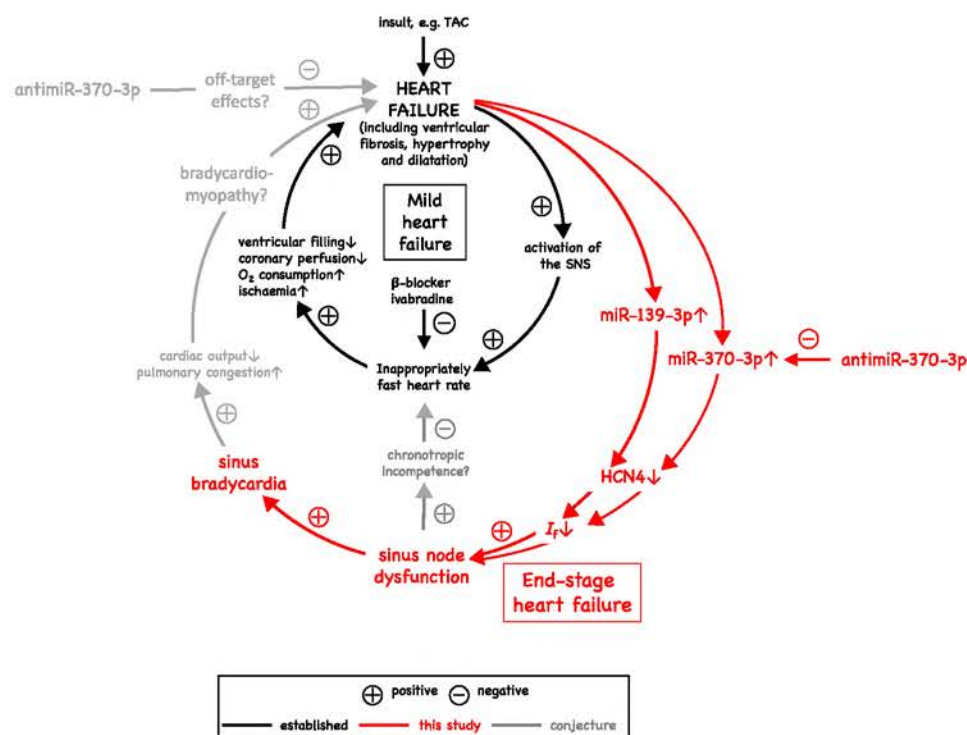 insult, e.g. TAC
⊕
antimiR-370-3p
off-target
effects?
⊖
⊕
HEART
FAILURE
(including ventricular
fibrosis, hypertrophy
and dilatation)
bradycardio-
myopathy?
⊕
Mild
heart
failure
⊕
ventricular filling↓
coronary perfusion↓
O₂ consumption↑
ischaemia↑
activation of
the SNS
β-blocker
ivabradine
⊖
⊕
⊕
miR-139-3p↑
miR-370-3p↑
⊖
antimiR-370-3p
cardiac output↓
pulmonary congestion↑
Inappropriately
fast heart rate
⊕
⊖
sinus
bradycardia
chronotropic
incompetence?
HCN4↓
⊕
⊕
⊕
If↓
sinus node
dysfunction
End-stage
heart failure
⊕ positive ⊖ negative
established this study conjecture